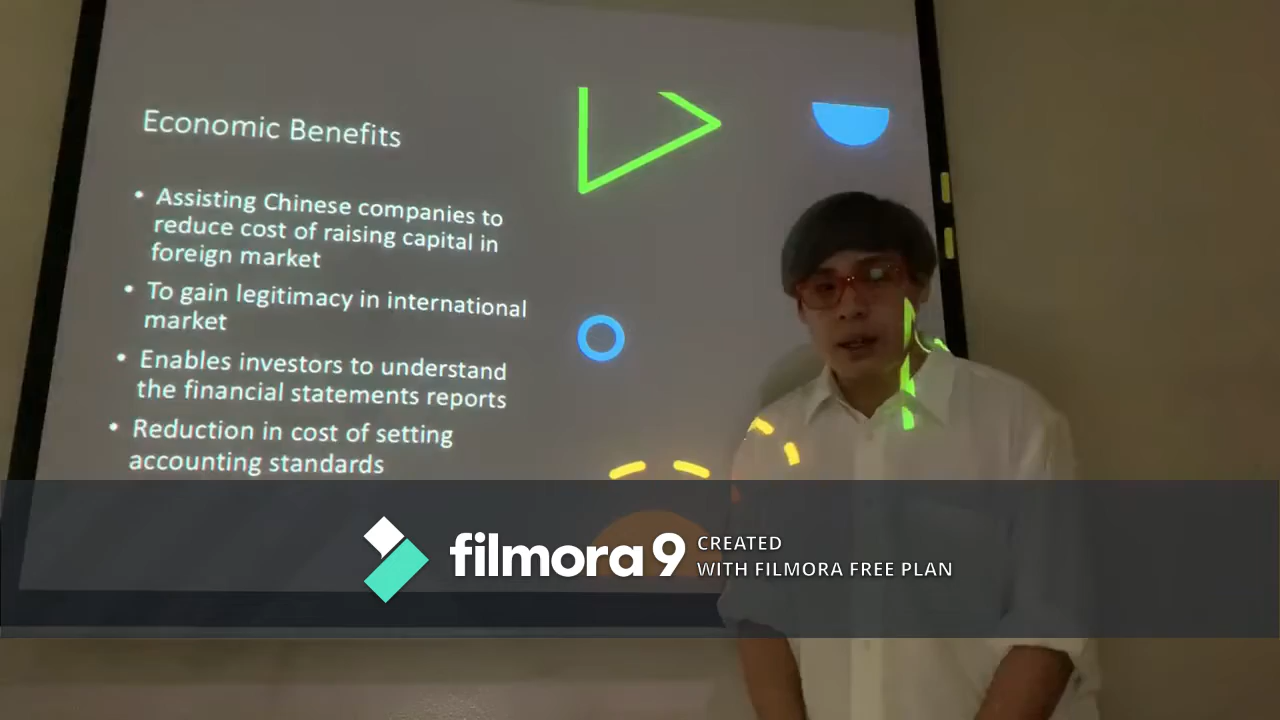 Economic Benefits
• Assisting Chinese companies to
reduce cost of raising capital in
foreign market
• To gain legitimacy in international
market
• Enables investors to understand
the financial statements reports
• Reduction in cost of setting
accounting standards
filmora9 CREATED
WITH FILMORA FREE PLAN